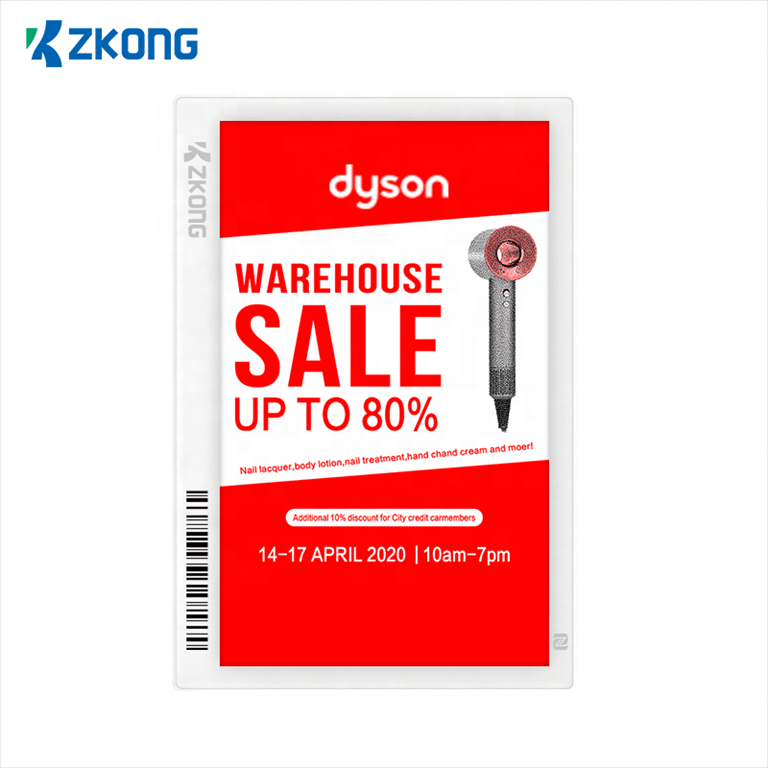 ZKONG
ZKONG
dyson
WAREHOUSE
SALE
UP TO 80%
Nail lacquer,body lotion,nail treatment,hand chand cream and moer!
Additional 10% discount for City credit carmembers
14-17 APRIL 2020 | 10am-7pm